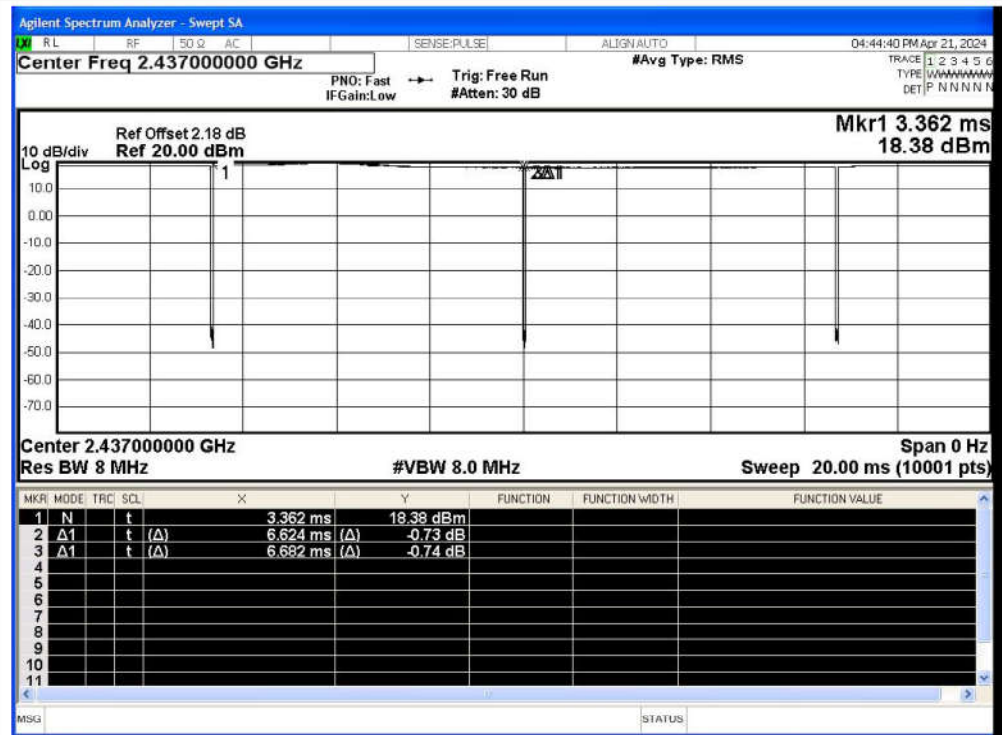 Agilent Spectrum Analyzer - Swept SA
LXI RL RF 50 Ω AC SENSE:PULSE ALIGN AUTO 04:44:40 PM Apr 21, 2024
Center Freq 2.437000000 GHz #Avg Type: RMS TRACE 1 2 3 4 5 6
PNO: Fast Trig: Free Run TYPE WWWWWW
IFGain:Low #Atten: 30 dB DET P N N N N N
Mkr1 3.362 ms
18.38 dBm
Ref Offset 2.18 dB
10 dB/div Ref 20.00 dBm
Log
1 3Δ1
10.0
0.00
-10.0
-20.0
-30.0
-40.0
-50.0
-60.0
-70.0
Center 2.437000000 GHz Span 0 Hz
Res BW 8 MHz #VBW 8.0 MHz Sweep 20.00 ms (10001 pts)
MKR MODE TRC SCL X Y FUNCTION FUNCTION WIDTH FUNCTION VALUE
1 N t 3.362 ms 18.38 dBm
2 Δ1 t (Δ) 6.624 ms (Δ) -0.73 dB
3 Δ1 t (Δ) 6.682 ms (Δ) -0.74 dB
4
5
6
7
8
9
10
11
MSG STATUS